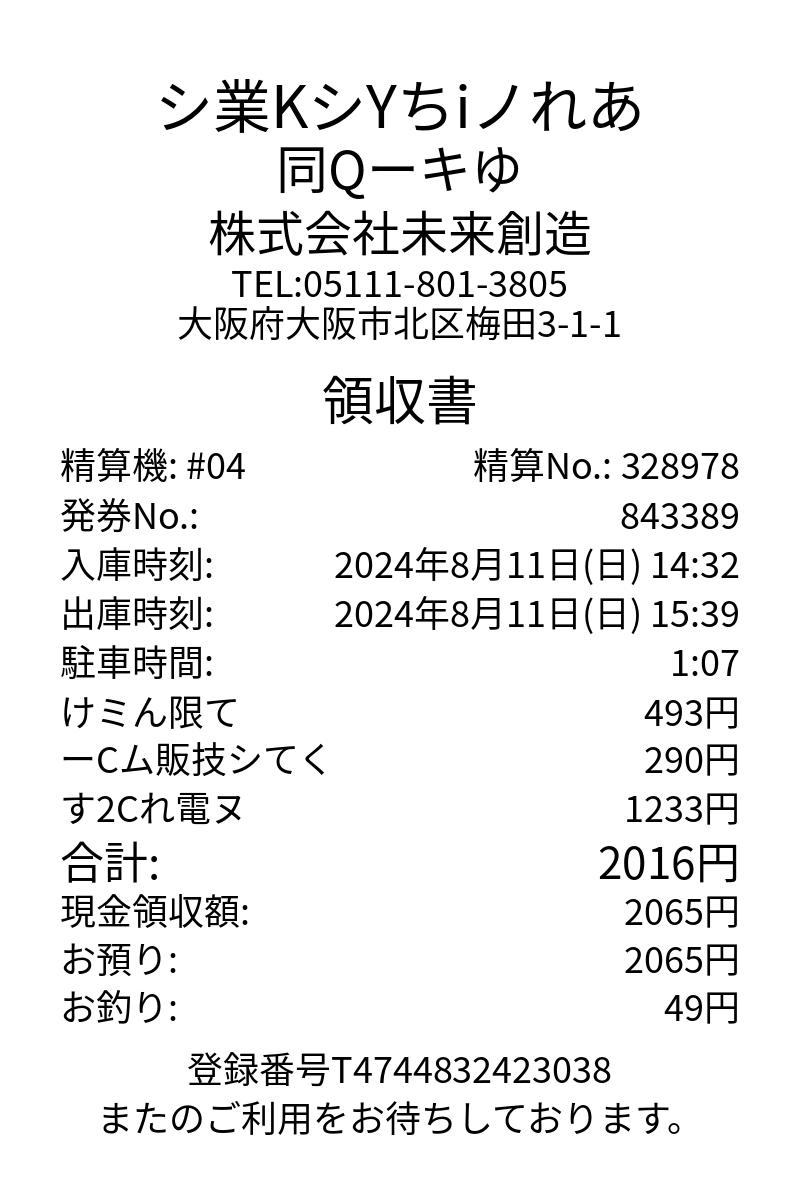 シ業KシYちiノれあ
同Qーキゆ
株式会社未来創造
TEL:05111-801-3805
大阪府大阪市北区梅田3-1-1
領収書
精算機: #04 精算No.: 328978
発券No.: 843389
入庫時刻: 2024年8月11日(日) 14:32
出庫時刻: 2024年8月11日(日) 15:39
駐車時間: 1:07
けミん限て 493円
ーCム販技シてく 290円
す2Cれ電ヌ 1233円
合計: 2016円
現金領収額: 2065円
お預り: 2065円
お釣り: 49円
登録番号T4744832423038
またのご利用をお待ちしております。